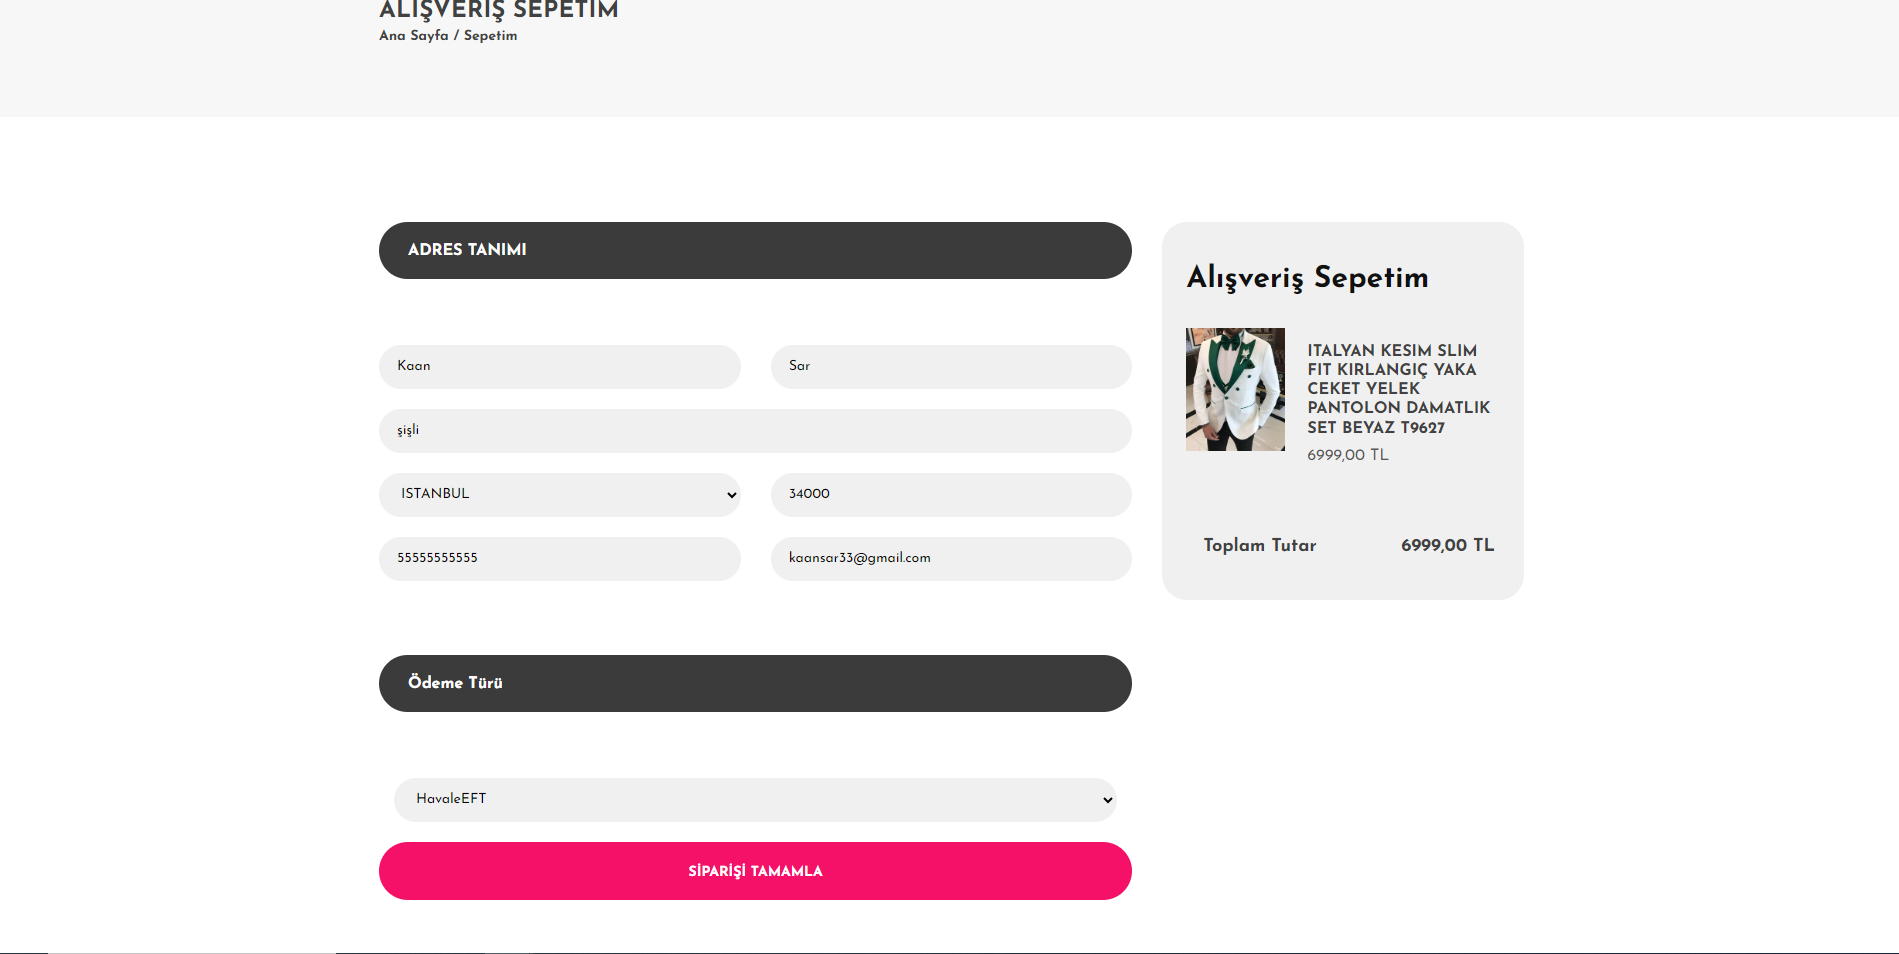 ALIŞVERİŞ SEPETİM
Ana Sayfa / Sepetim
ADRES TANIMI
Kaan
Sar
şişli
ISTANBUL
34000
55555555555
kaansar33@gmail.com
Ödeme Türü
HavaleEFT
SİPARİŞİ TAMAMLA
Alışveriş Sepetim
ITALYAN KESIM SLIM
FIT KIRLANGIÇ YAKA
CEKET YELEK
PANTOLON DAMATLIK
SET BEYAZ T9627
6999,00 TL
Toplam Tutar 6999,00 TL